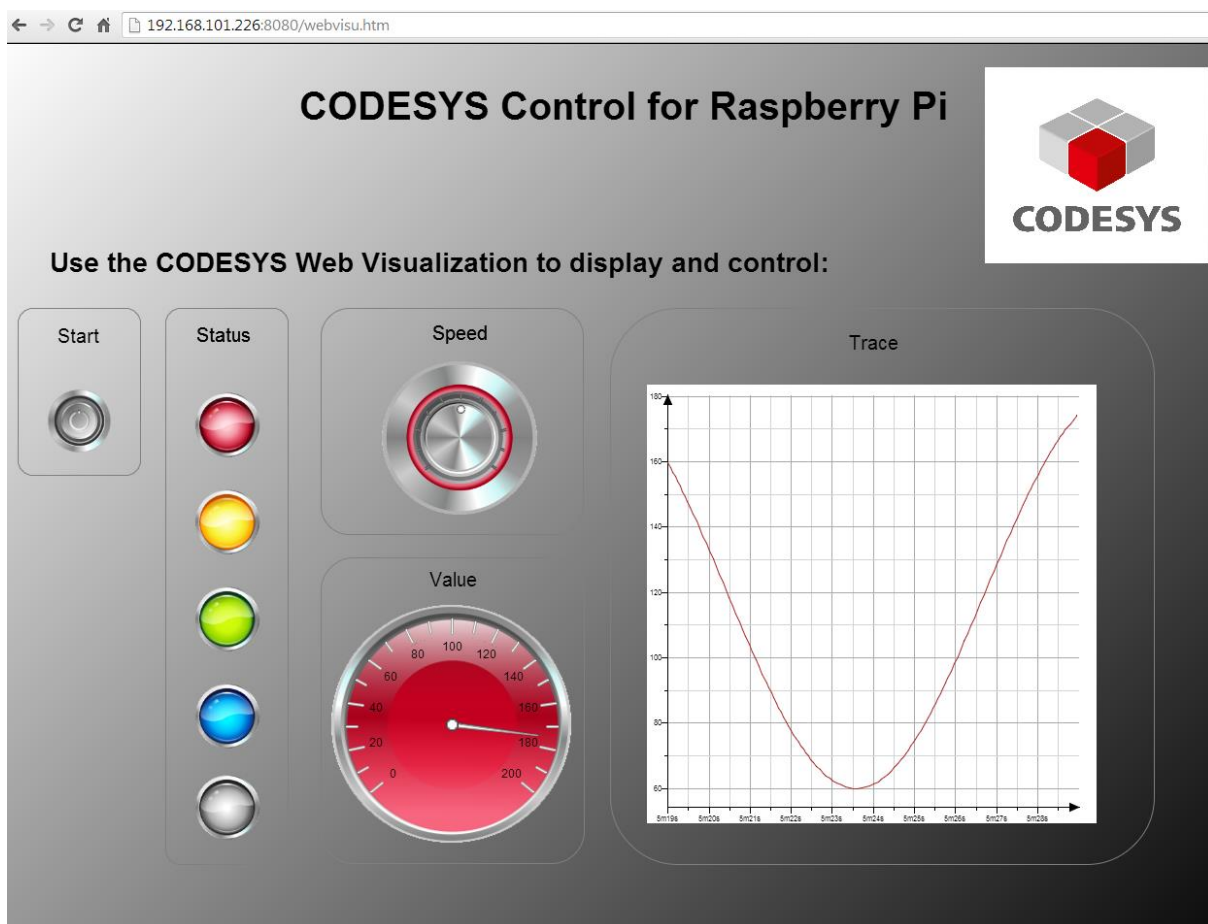 192.168.101.226:8080/webvisu.htm
CODESYS Control for Raspberry Pi
CODESYS
Use the CODESYS Web Visualization to display and control:
Start
Status
Speed
Trace
Value
0
20
40
60
80
100
120
140
160
180
200
180
160
140
120
100
80
60
5m19s 5m20s 5m21s 5m22s 5m23s 5m24s 5m25s 5m26s 5m27s 5m28s